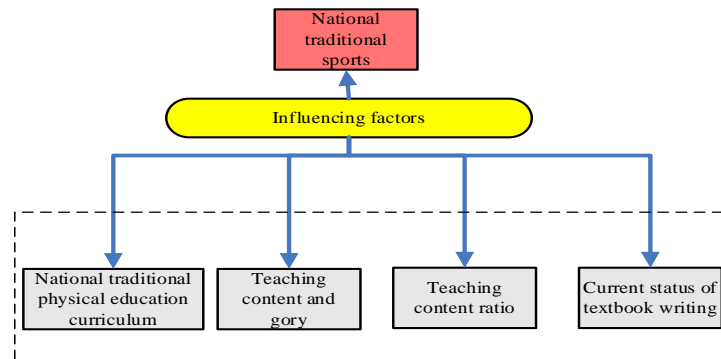 National
traditional
sports
Influencing factors
National traditional
physical education
curriculum
Teaching
content and
gory
Teaching
content ratio
Current status of
textbook writing